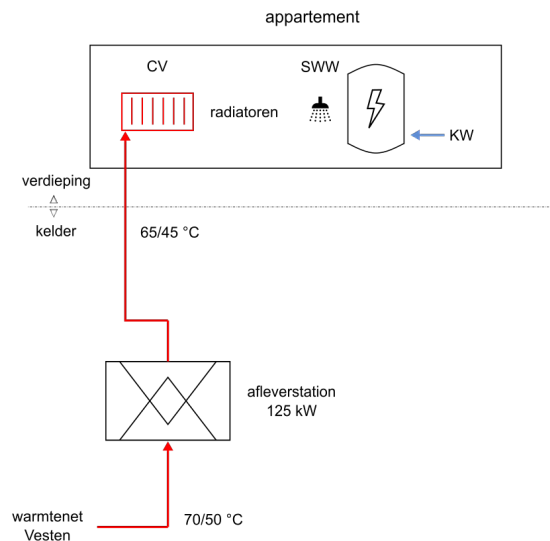 appartement
CV
SWW
radiatoren
KW
verdieping
kelder
65/45 °C
afleverstation
125 kW
70/50 °C
warmtenet
Vesten